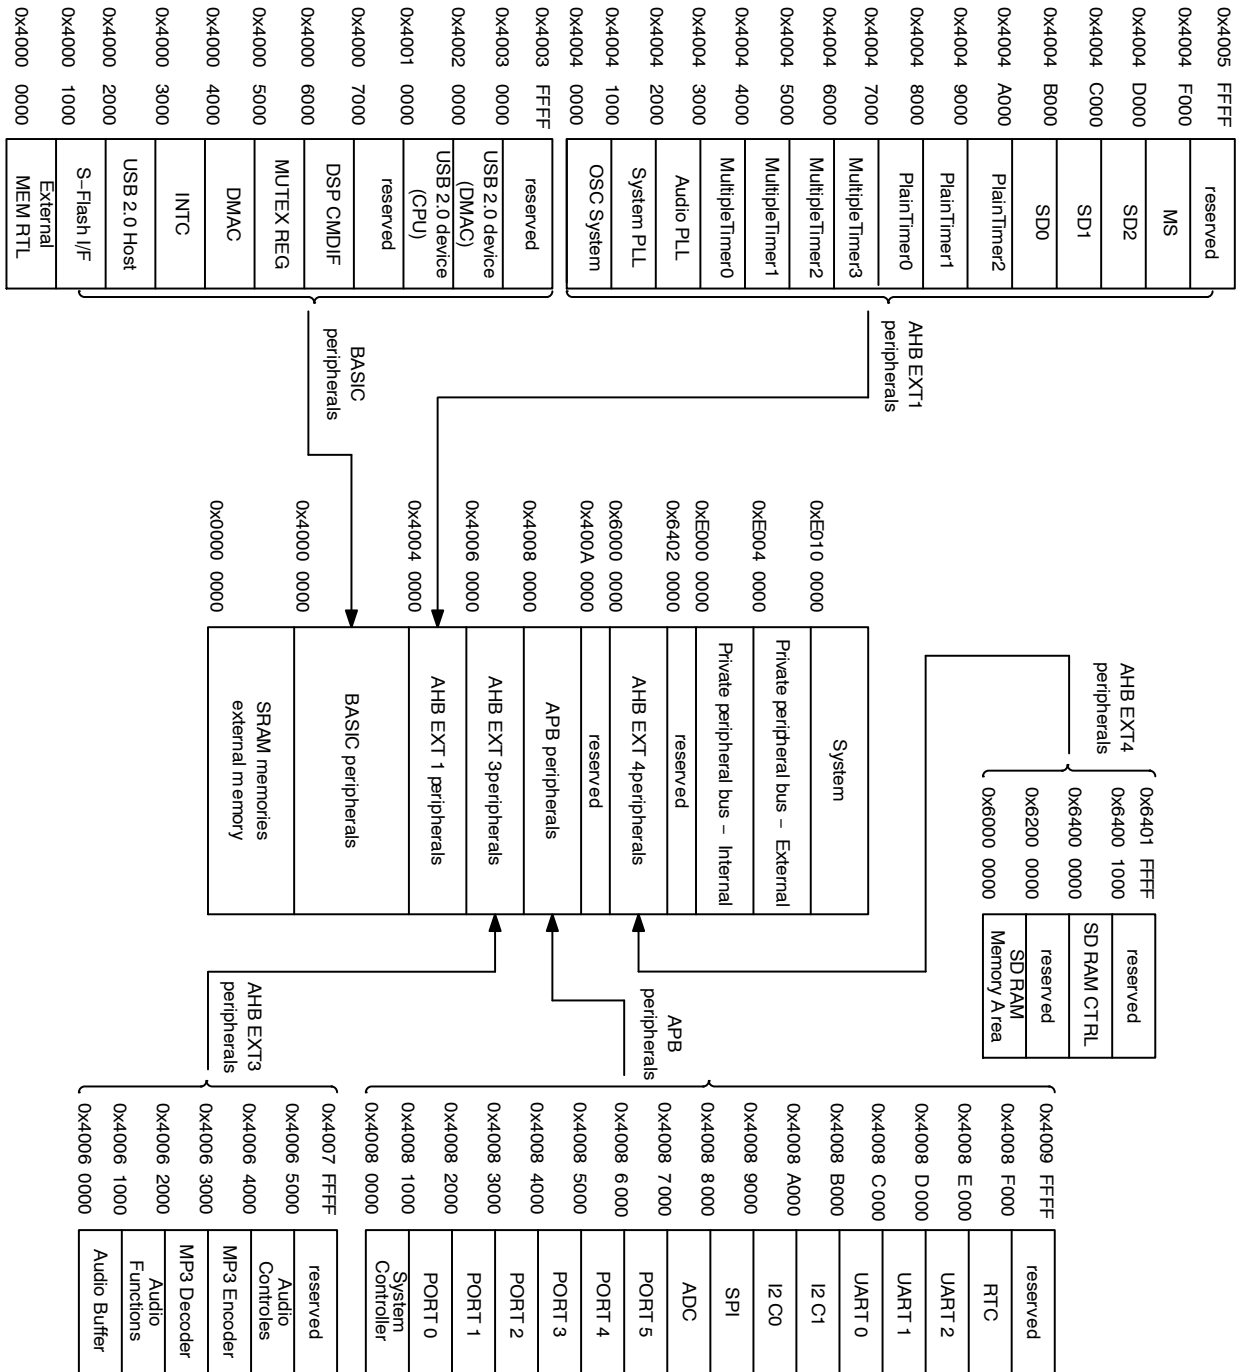 0x4005 FFFF
reserved
0x4004 F000
MS
0x4004 D000
SD2
0x4004 C000
SD1
0x4004 B000
SD0
0x4004 A000
PlainTimer2
0x4004 9000
PlainTimer1
0x4004 8000
PlainTimer0
0x4004 7000
MultipleTimer3
0x4004 6000
MultipleTimer2
0x4004 5000
MultipleTimer1
0x4004 4000
MultipleTimer0
0x4004 3000
Audio PLL
0x4004 2000
System PLL
0x4004 1000
OSC System
0x4004 0000
AHB EXT1
peripherals
0x4003 FFFF
reserved
0x4003 0000
USB 2.0 device
(DMAC)
0x4002 0000
USB 2.0 device
(CPU)
0x4001 0000
reserved
0x4000 7000
DSP CMDIF
0x4000 6000
MUTEX REG
0x4000 5000
DMAC
0x4000 4000
INTC
0x4000 3000
USB 2.0 Host
0x4000 2000
S-Flash I/F
0x4000 1000
External
MEM RTL
0x4000 0000
BASIC
peripherals
System
0xE010 0000
Private peripheral bus – External
0xE004 0000
Private peripheral bus – Internal
0xE000 0000
reserved
0x6402 0000
AHB EXT 4peripherals
0x6000 0000
reserved
0x400A 0000
APB peripherals
0x4008 0000
AHB EXT 3peripherals
0x4006 0000
AHB EXT 1 peripherals
0x4004 0000
BASIC peripherals
0x4000 0000
SRAM memories
external memory
0x0000 0000
AHB EXT4
peripherals
0x6401 FFFF
reserved
0x6400 1000
SD RAM CTRL
0x6400 0000
reserved
0x6200 0000
SD RAM
Memory Area
0x6000 0000
APB
peripherals
0x4009 FFFF
reserved
0x4008 F000
RTC
0x4008 E000
UART 2
0x4008 D000
UART 1
0x4008 C000
UART 0
0x4008 B000
I2 C1
0x4008 A000
I2 C0
0x4008 9000
SPI
0x4008 8000
ADC
0x4008 7000
PORT 5
0x4008 6000
PORT 4
0x4008 5000
PORT 3
0x4008 4000
PORT 2
0x4008 3000
PORT 1
0x4008 2000
PORT 0
0x4008 1000
System
Controller
0x4008 0000
AHB EXT3
peripherals
0x4007 FFFF
reserved
0x4006 5000
Audio
Controles
0x4006 4000
MP3 Encoder
0x4006 3000
MP3 Decoder
0x4006 2000
Audio
Functions
0x4006 1000
Audio Buffer
0x4006 0000